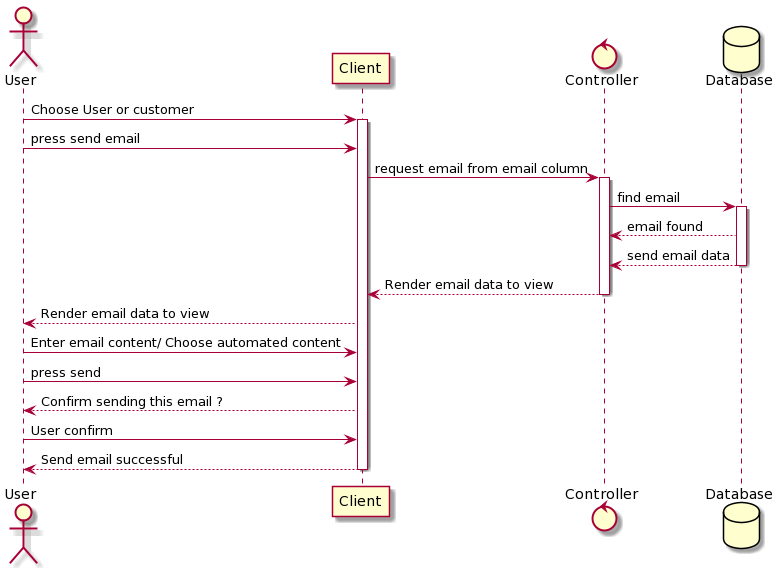 User
Client
Controller
Database
Choose User or customer
press send email
request email from email column
find email
email found
send email data
Render email data to view
Render email data to view
Enter email content/ Choose automated content
press send
Confirm sending this email ?
User confirm
Send email successful
User
Client
Controller
Database